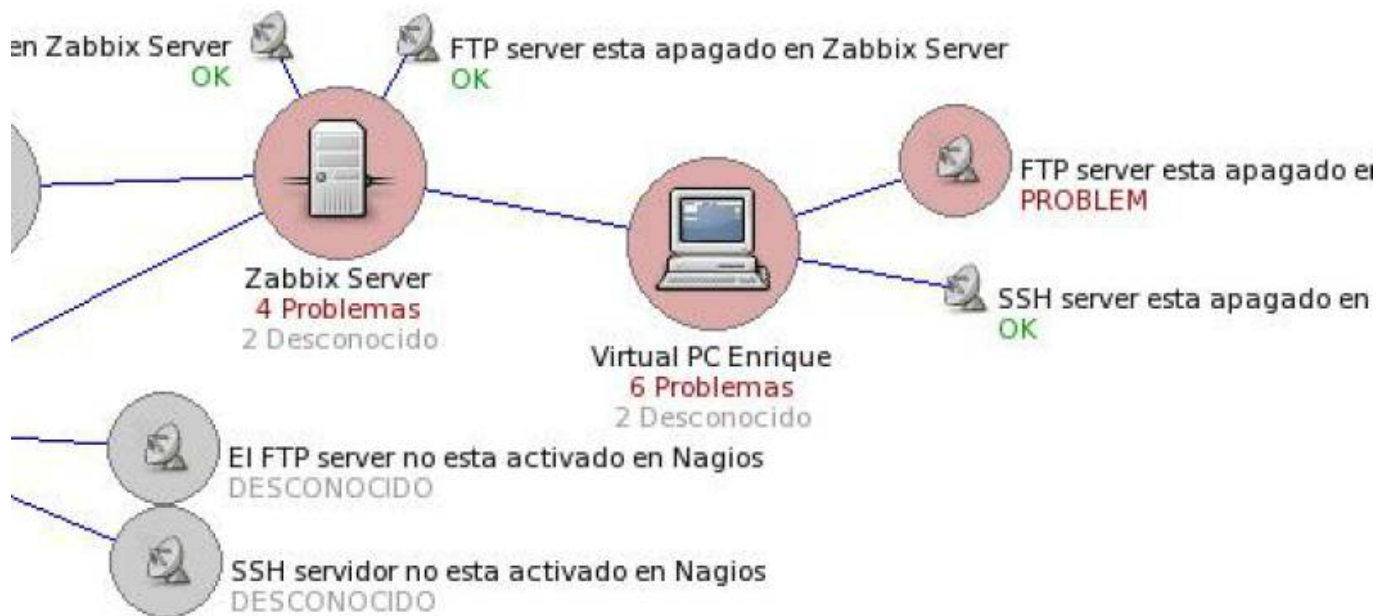 en Zabbix Server
OK
FTP server esta apagado en Zabbix Server
OK
FTP server esta apagado en
PROBLEM
Zabbix Server
4 Problemas
2 Desconocido
SSH server esta apagado en
OK
Virtual PC Enrique
6 Problemas
2 Desconocido
El FTP server no esta activado en Nagios
DESCONOCIDO
SSH servidor no esta activado en Nagios
DESCONOCIDO